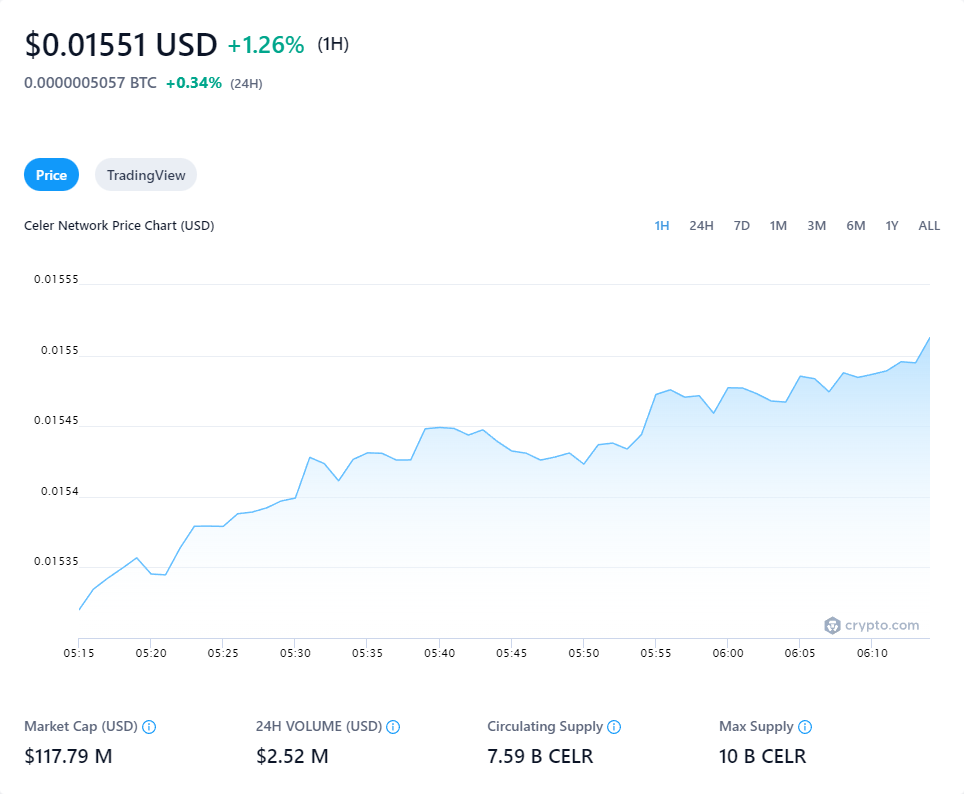 $0.01551 USD +1.26% (1H)
0.0000005057 BTC +0.34% (24H)
Price TradingView
Celer Network Price Chart (USD) 1H 24H 7D 1M 3M 6M 1Y ALL
0.01555
0.0155
0.01545
0.0154
0.01535
crypto.com
05:15 05:20 05:25 05:30 05:35 05:40 05:45 05:50 05:55 06:00 06:05 06:10
Market Cap (USD) 24H VOLUME (USD) Circulating Supply Max Supply
$117.79 M $2.52 M 7.59 B CELR 10 B CELR